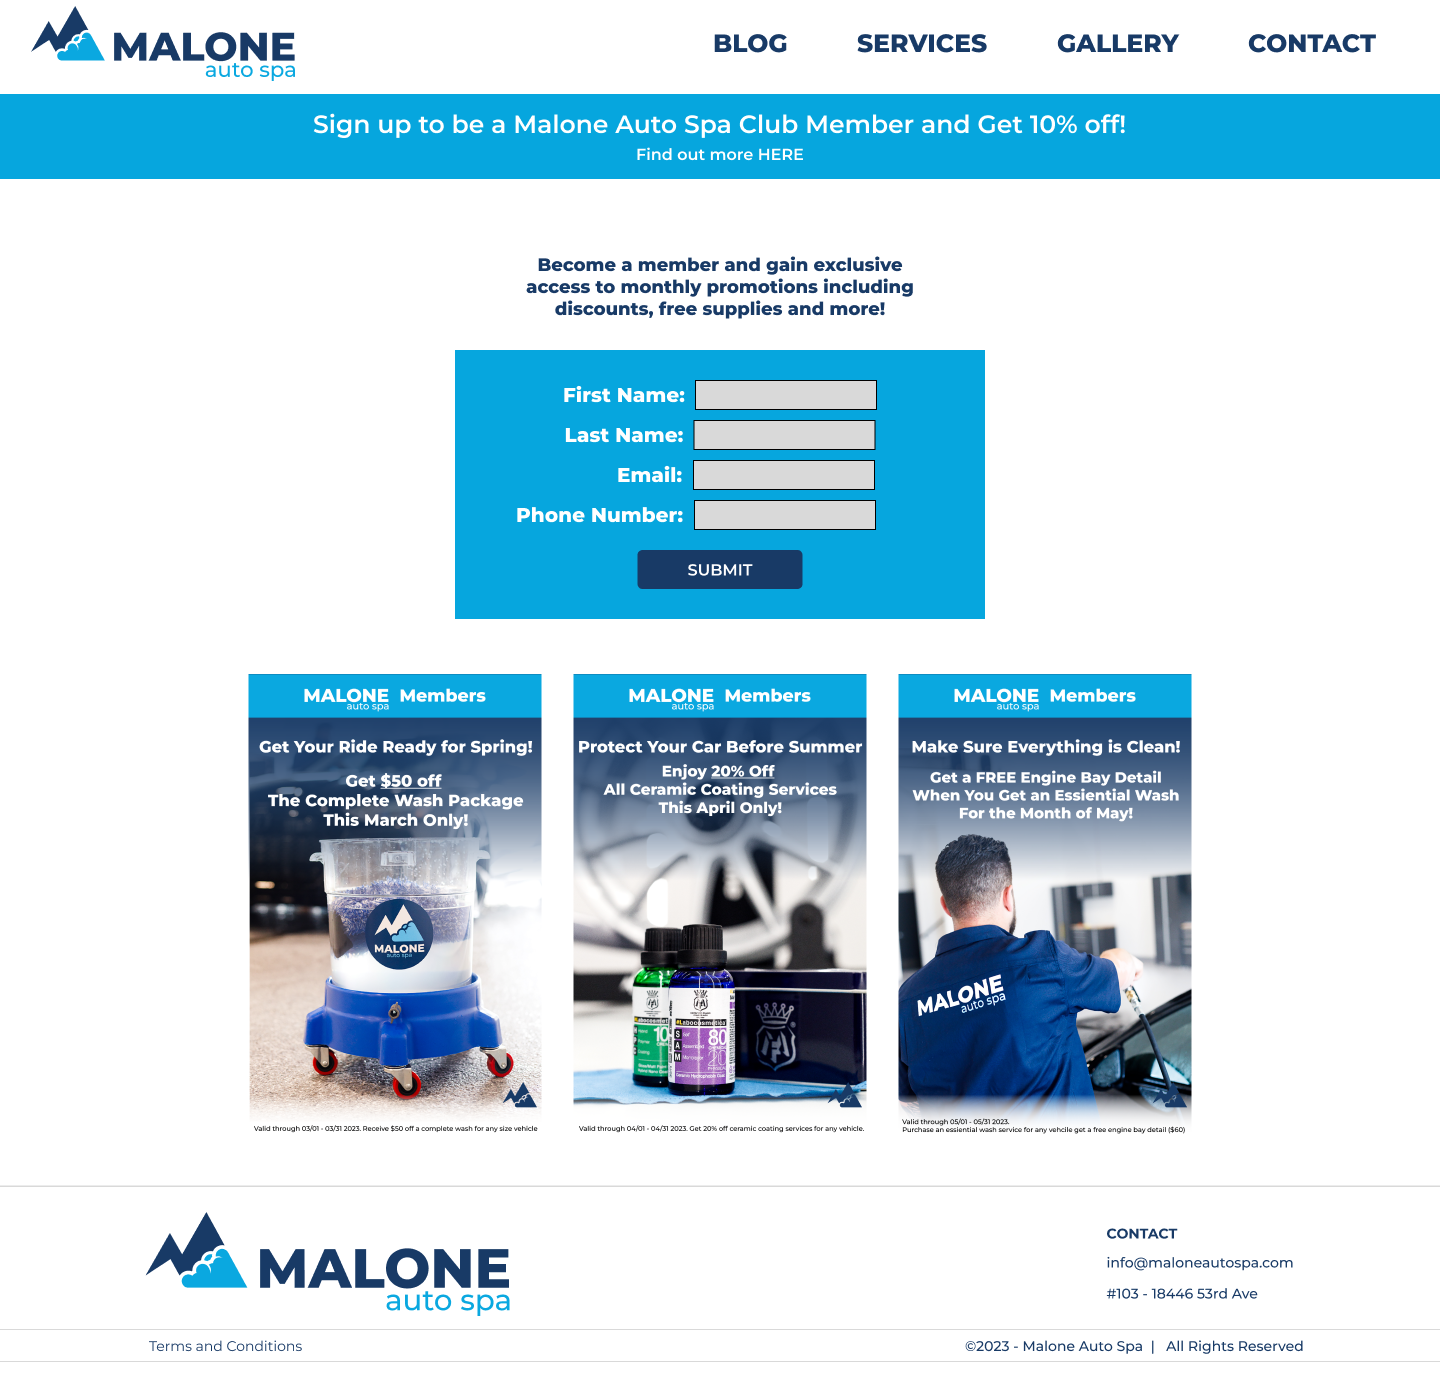 MALONE
auto spa
BLOG SERVICES GALLERY CONTACT
Sign up to be a Malone Auto Spa Club Member and Get 10% off!
Find out more HERE
Become a member and gain exclusive
access to monthly promotions including
discounts, free supplies and more!
First Name:
Last Name:
Email:
Phone Number:
SUBMIT
MALONE Members
auto spa
Get Your Ride Ready for Spring!
Get $50 off
The Complete Wash Package
This March Only!
MALONE
auto spa
Valid through 03/01 - 03/31 2023. Receive $50 off a complete wash for any size vehicle
MALONE Members
auto spa
Protect Your Car Before Summer
Enjoy 20% Off
All Ceramic Coating Services
This April Only!
#Labocosmetica
10
80
S
A
M
Valid through 04/01 - 04/31 2023. Get 20% off ceramic coating services for any vehicle.
MALONE Members
auto spa
Make Sure Everything is Clean!
Get a FREE Engine Bay Detail
When You Get an Essiential Wash
For the Month of May!
MALONE
auto spa
Valid through 05/01 - 05/31 2023.
Purchase an essiential wash service for any vehcile get a free engine bay detail ($60)
MALONE
auto spa
CONTACT
info@maloneautospa.com
#103 - 18446 53rd Ave
Terms and Conditions
©2023 - Malone Auto Spa | All Rights Reserved